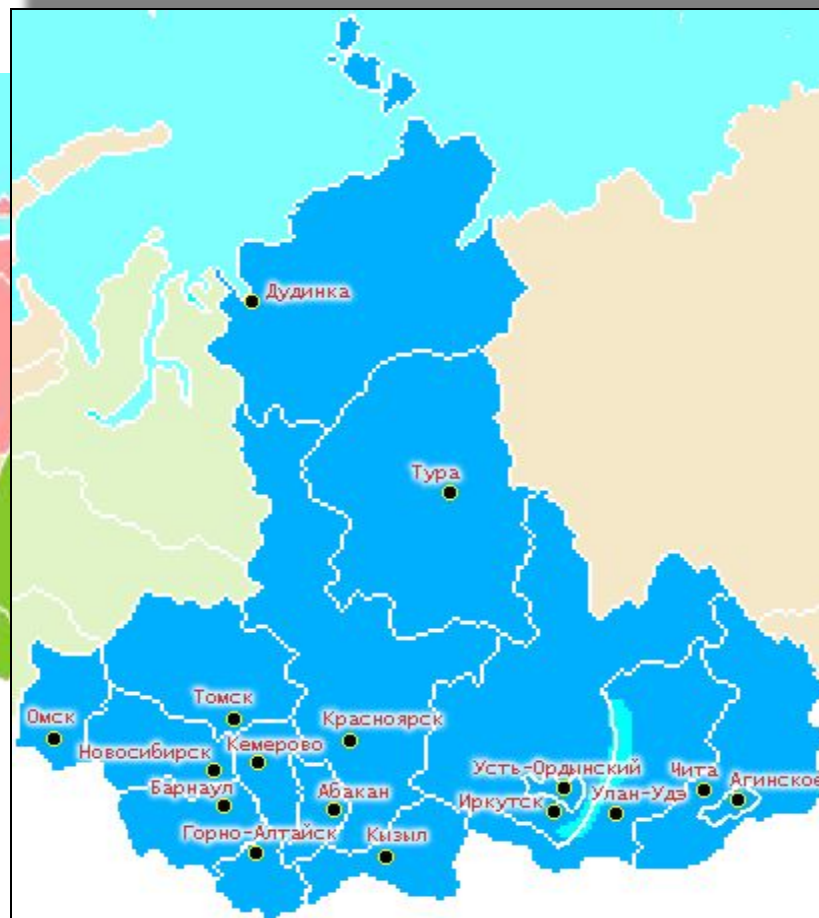 Дудинка
Тура
Томск
Омск
Красноярск
Новосибирск
Кемерово
Усть-Ордынский
Чита
Агинское
Барнаул
Абакан
Иркутск
Улан-Удэ
Горно-Алтайск
Кызыл